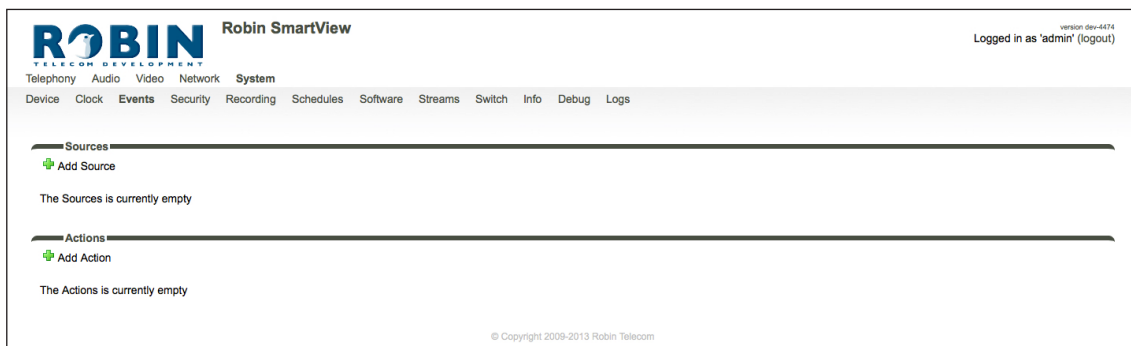 ROBIN
TELECOM DEVELOPMENT
Robin SmartView
version dev-4474
Logged in as 'admin' (logout)
Telephony Audio Video Network System
Device Clock Events Security Recording Schedules Software Streams Switch Info Debug Logs
Sources
Add Source
The Sources is currently empty
Actions
Add Action
The Actions is currently empty
© Copyright 2009-2013 Robin Telecom